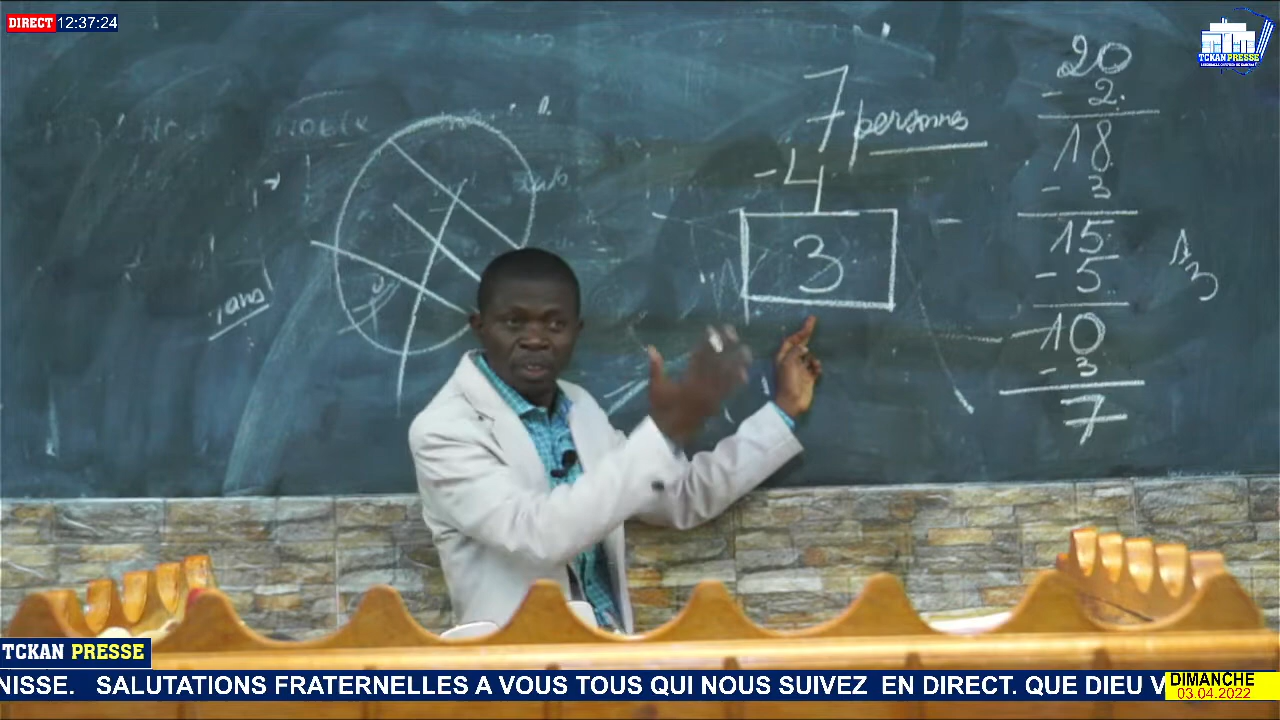 DIRECT 12:37:24
TCKAN PRESSE
7 personnes
- 4
3
20
- 2
18
- 3
15
- 5
10
- 3
7
ans
TCKAN PRESSE
NISSE. SALUTATIONS FRATERNELLES A VOUS TOUS QUI NOUS SUIVEZ EN DIRECT. QUE DIEU V
DIMANCHE
03.04.2022